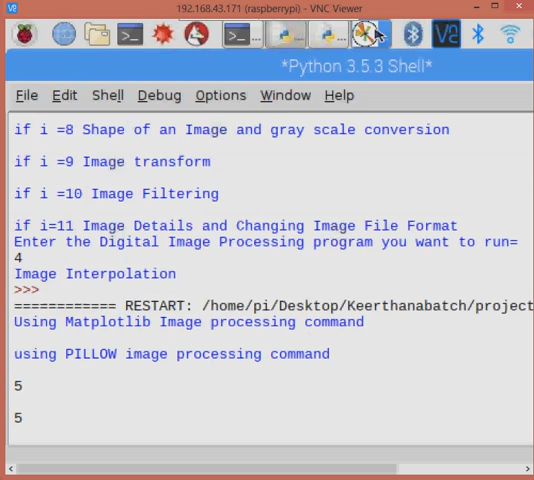 192.168.43.171 (raspberrypi) - VNC Viewer
*Python 3.5.3 Shell*
File Edit Shell Debug Options Window Help
if i =8 Shape of an Image and gray scale conversion
if i =9 Image transform
if i =10 Image Filtering
if i=11 Image Details and Changing Image File Format
Enter the Digital Image Processing program you want to run=
4
Image Interpolation
>>>
============ RESTART: /home/pi/Desktop/Keerthanabatch/project
Using Matplotlib Image processing command
using PILLOW image processing command
5
5